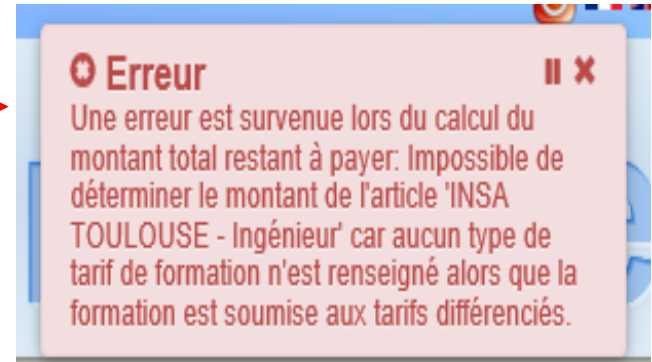 Erreur
Une erreur est survenue lors du calcul du
montant total restant à payer: Impossible de
déterminer le montant de l'article 'INSA
TOULOUSE - Ingénieur' car aucun type de
tarif de formation n'est renseigné alors que la
formation est soumise aux tarifs différenciés.